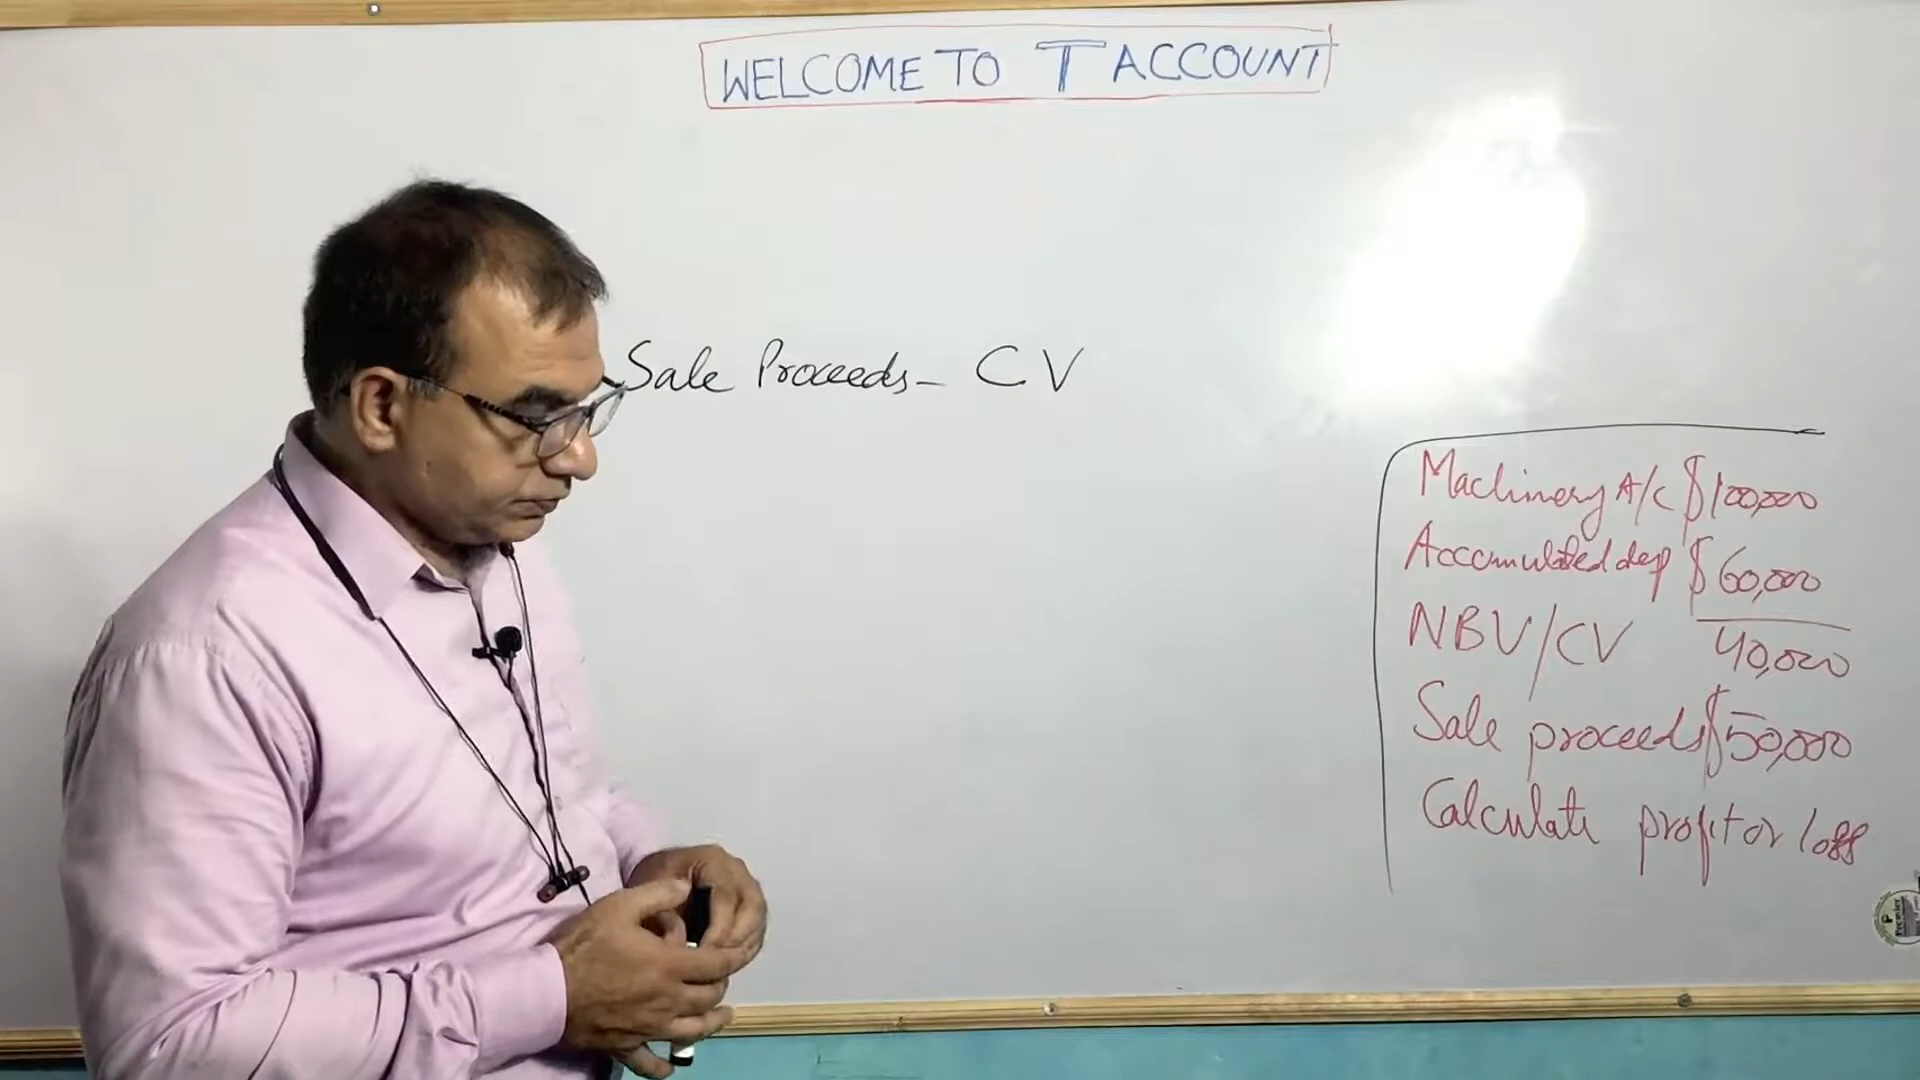 WELCOME TO T ACCOUNT
Sale Proceeds - CV
Machinery A/C $100,000
Accumulated dep $60,000
NBV/CV 40,000
Sale proceeds $50,000
Calculate profit or loss
Premier